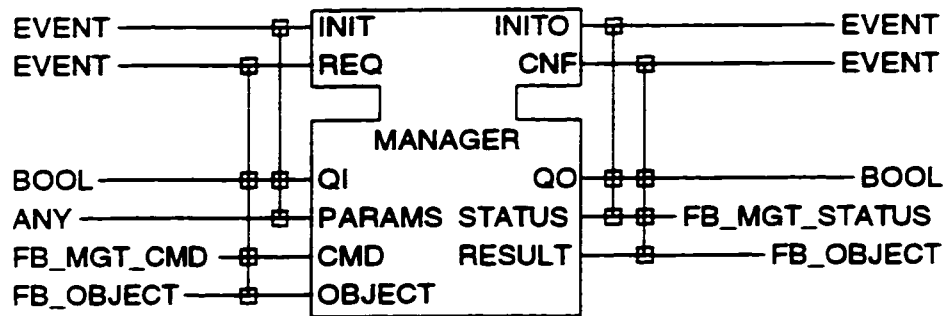 EVENT INIT INITO EVENT
EVENT REQ CNF EVENT
MANAGER
BOOL QI QO BOOL
ANY PARAMS STATUS FB_MGT_STATUS
FB_MGT_CMD CMD RESULT FB_OBJECT
FB_OBJECT OBJECT